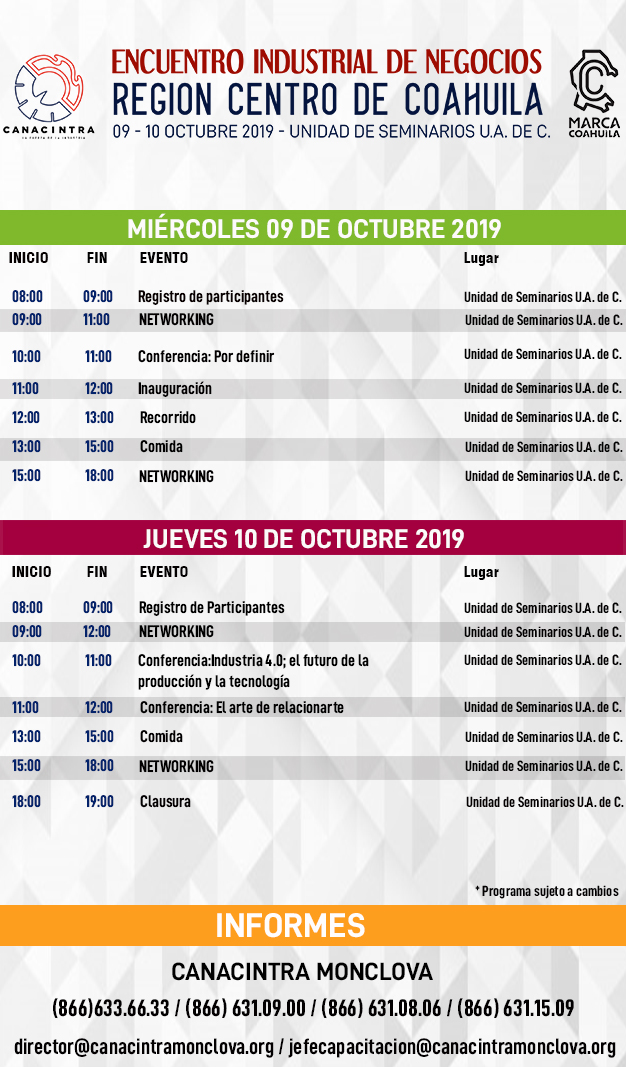 ENCUENTRO INDUSTRIAL DE NEGOCIOS
REGION CENTRO DE COAHUILA
09 - 10 OCTUBRE 2019 - UNIDAD DE SEMINARIOS U.A. DE C.
CANACINTRA
LA FUERZA DE LA INDUSTRIA
MARCA
COAHUILA
MIÉRCOLES 09 DE OCTUBRE 2019
INICIO FIN EVENTO Lugar
08:00 09:00 Registro de participantes Unidad de Seminarios U.A. de C.
09:00 11:00 NETWORKING Unidad de Seminarios U.A. de C.
10:00 11:00 Conferencia: Por definir Unidad de Seminarios U.A. de C.
11:00 12:00 Inauguración Unidad de Seminarios U.A. de C.
12:00 13:00 Recorrido Unidad de Seminarios U.A. de C.
13:00 15:00 Comida Unidad de Seminarios U.A. de C.
15:00 18:00 NETWORKING Unidad de Seminarios U.A. de C.
JUEVES 10 DE OCTUBRE 2019
INICIO FIN EVENTO Lugar
08:00 09:00 Registro de Participantes Unidad de Seminarios U.A. de C.
09:00 12:00 NETWORKING Unidad de Seminarios U.A. de C.
10:00 11:00 Conferencia:Industria 4.0; el futuro de la Unidad de Seminarios U.A. de C.
producción y la tecnología
11:00 12:00 Conferencia: El arte de relacionarte Unidad de Seminarios U.A. de C.
13:00 15:00 Comida Unidad de Seminarios U.A. de C.
15:00 18:00 NETWORKING Unidad de Seminarios U.A. de C.
18:00 19:00 Clausura Unidad de Seminarios U.A. de C.
* Programa sujeto a cambios
INFORMES
CANACINTRA MONCLOVA
(866)633.66.33 / (866) 631.09.00 / (866) 631.08.06 / (866) 631.15.09
director@canacintramonclova.org / jefecapacitacion@canacintramonclova.org